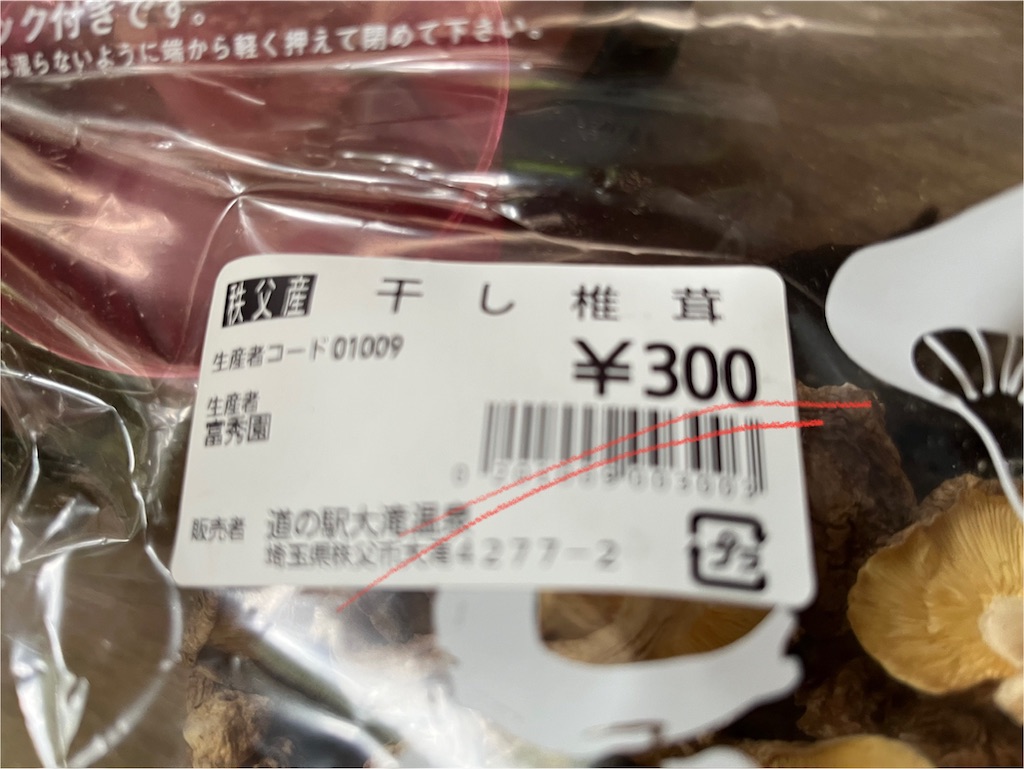 ック付きです。
は湿らないように端から軽く押えて閉めて下さい。
秩父産 干し椎茸
生産者コード01009
¥300
生産者
富秀園
販売者 道の駅大滝温泉
埼玉県秩父市大滝4277-2
プラ